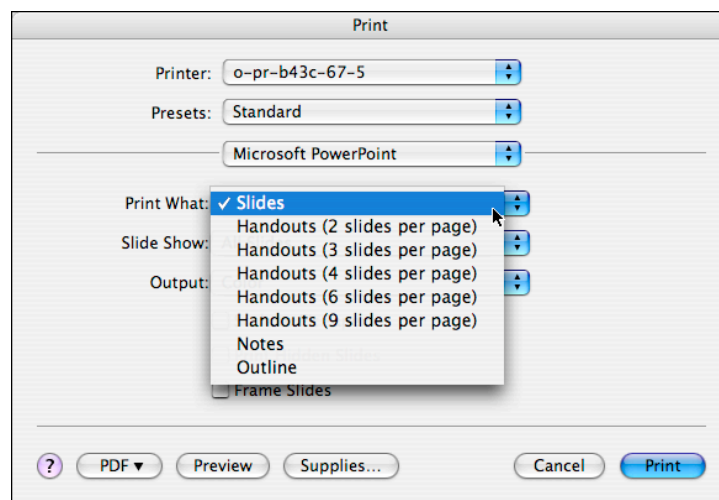 Print
Printer: o-pr-b43c-67-5
Presets: Standard
Microsoft PowerPoint
Print What: ✓ Slides
Handouts (2 slides per page)
Slide Show: Handouts (3 slides per page)
Handouts (4 slides per page)
Output: Handouts (6 slides per page)
Handouts (9 slides per page)
Notes
Outline
Frame Slides
? PDF▼ Preview Supplies... Cancel Print